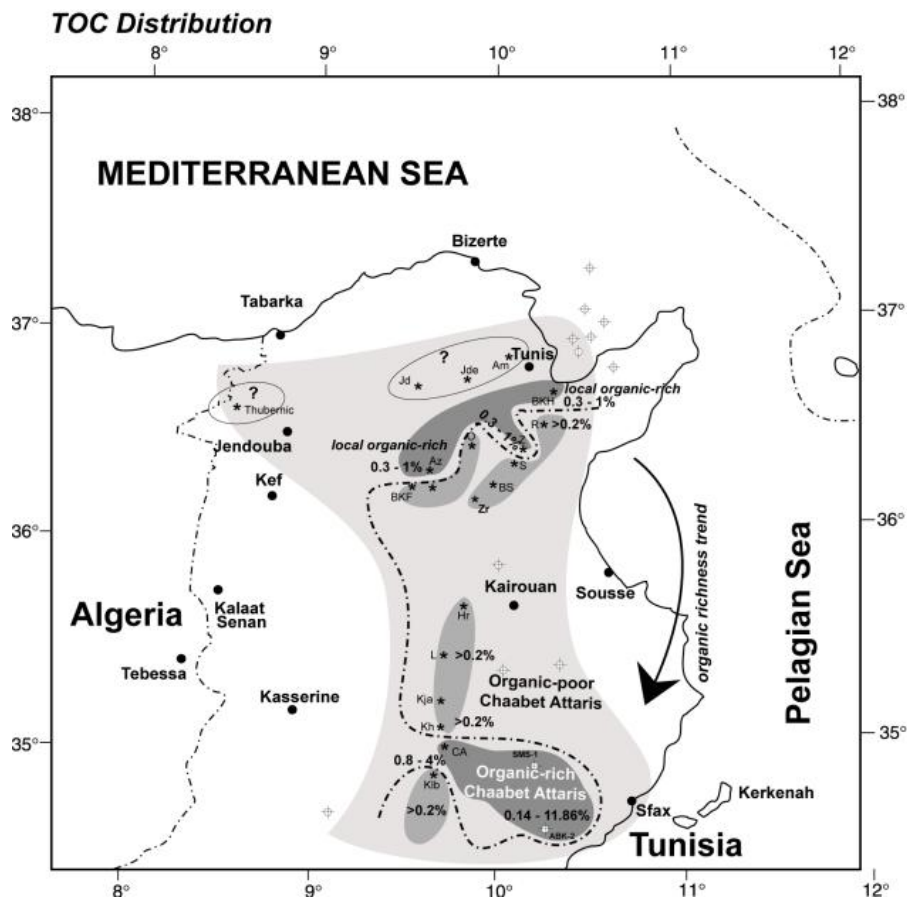 TOC Distribution
8° 9° 10° 11° 12°
38° 38°
MEDITERRANEAN SEA
Bizerte
Tabarka
37° 37°
? Am Tunis
Jd Jde
? Thubernic
BKH local organic-rich
0.3 - 1%
R >0.2%
0.3 - 1%
Jendouba
local organic-rich
O
Z
S
0.3 - 1% Az
Kef
BKF BS
Zr
36° 36°
organic richness trend
Kairouan
Sousse
Pelagian Sea
Algeria
Kalaat
Senan
Hr
Tebessa
L >0.2%
Organic-poor
Chaabet Attaris
Kasserine
Kja
Kh >0.2%
35° 35°
CA
SMS-1
0.8 - 4%
Klb
Organic-rich
Chaabet Attaris
Kerkenah
Sfax
>0.2%
0.14 - 11.86%
ABK-2
Tunisia
8° 9° 10° 11° 12°